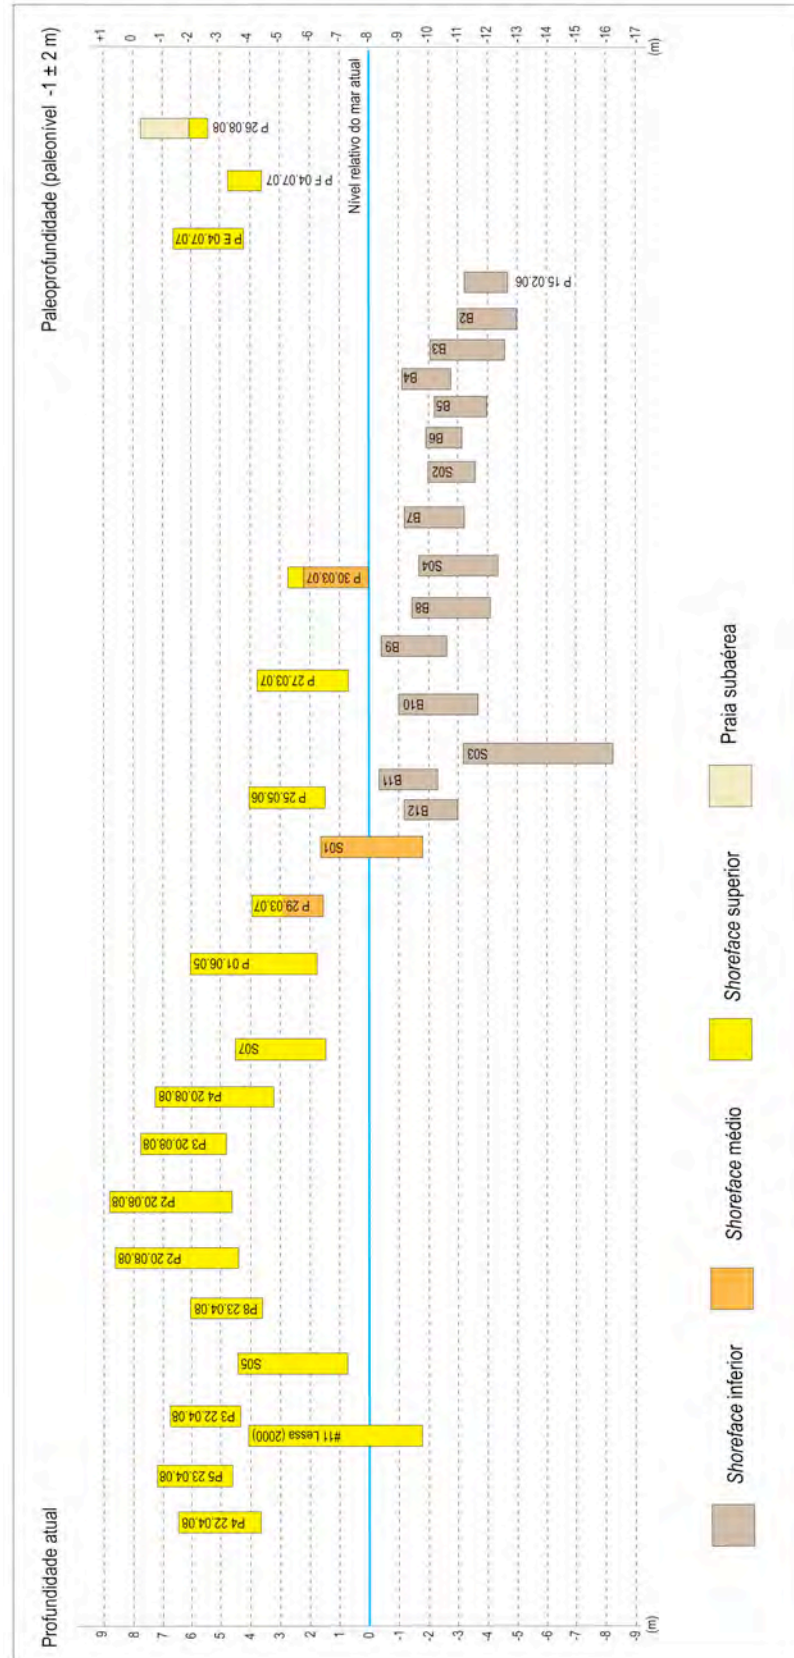 Profundidade atual
Paleoprofundidade (paleonível -1 ± 2 m)
9
8
7
6
5
4
3
2
1
0
-1
-2
-3
-4
-5
-6
-7
-8
-9
(m)
+1
0
-1
-2
-3
-4
-5
-6
-7
-8
-9
-10
-11
-12
-13
-14
-15
-16
-17
(m)
Nível relativo do mar atual
P4 22.04.08
P5 23.04.08
#11 Lessa (2000)
P3 22.04.08
S05
P8 23.04.08
P2 20.08.08
P2 20.08.08
P3 20.08.08
P4 20.08.08
S07
P 01.06.05
P 29.03.07
S01
B12
P 25.05.06
B11
S03
B10
P 27.03.07
B9
B8
P 30.03.07
S04
B7
S02
B6
B5
B4
B3
B2
P 15.02.06
P E 04.07.07
P F 04.07.07
P 26.08.08
Shoreface inferior
Shoreface médio
Shoreface superior
Praia subaérea